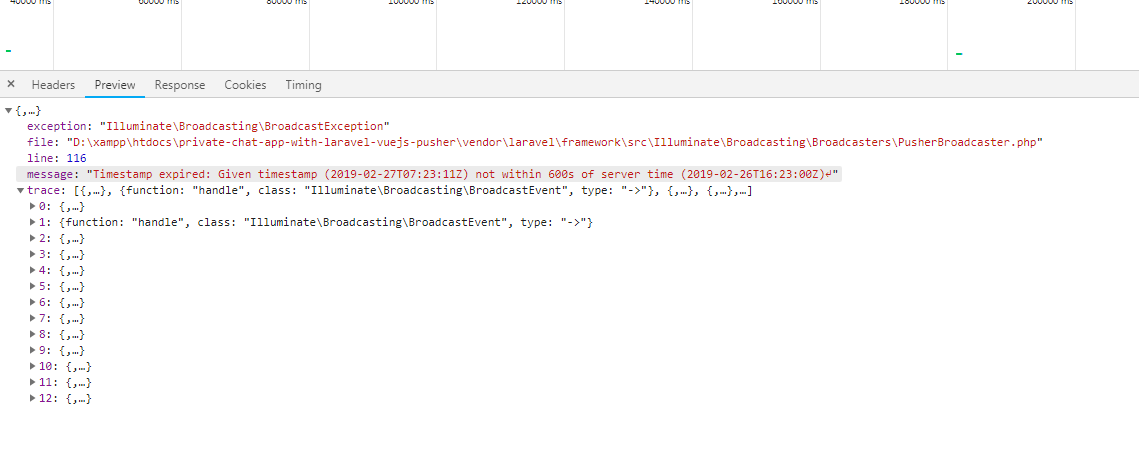 40000 ms 60000 ms 80000 ms 100000 ms 120000 ms 140000 ms 160000 ms 180000 ms 200000 ms
× Headers Preview Response Cookies Timing
▼{,…}
exception: "Illuminate\Broadcasting\BroadcastException"
file: "D:\xampp\htdocs\private-chat-app-with-laravel-vuejs-pusher\vendor\laravel\framework\src\Illuminate\Broadcasting\Broadcasters\PusherBroadcaster.php"
line: 116
message: "Timestamp expired: Given timestamp (2019-02-27T07:23:11Z) not within 600s of server time (2019-02-26T16:23:00Z)↵"
▼trace: [{,…}, {function: "handle", class: "Illuminate\Broadcasting\BroadcastEvent", type: "->"}, {,…}, {,…},…]
▶0: {,…}
▶1: {function: "handle", class: "Illuminate\Broadcasting\BroadcastEvent", type: "->"}
▶2: {,…}
▶3: {,…}
▶4: {,…}
▶5: {,…}
▶6: {,…}
▶7: {,…}
▶8: {,…}
▶9: {,…}
▶10: {,…}
▶11: {,…}
▶12: {,…}